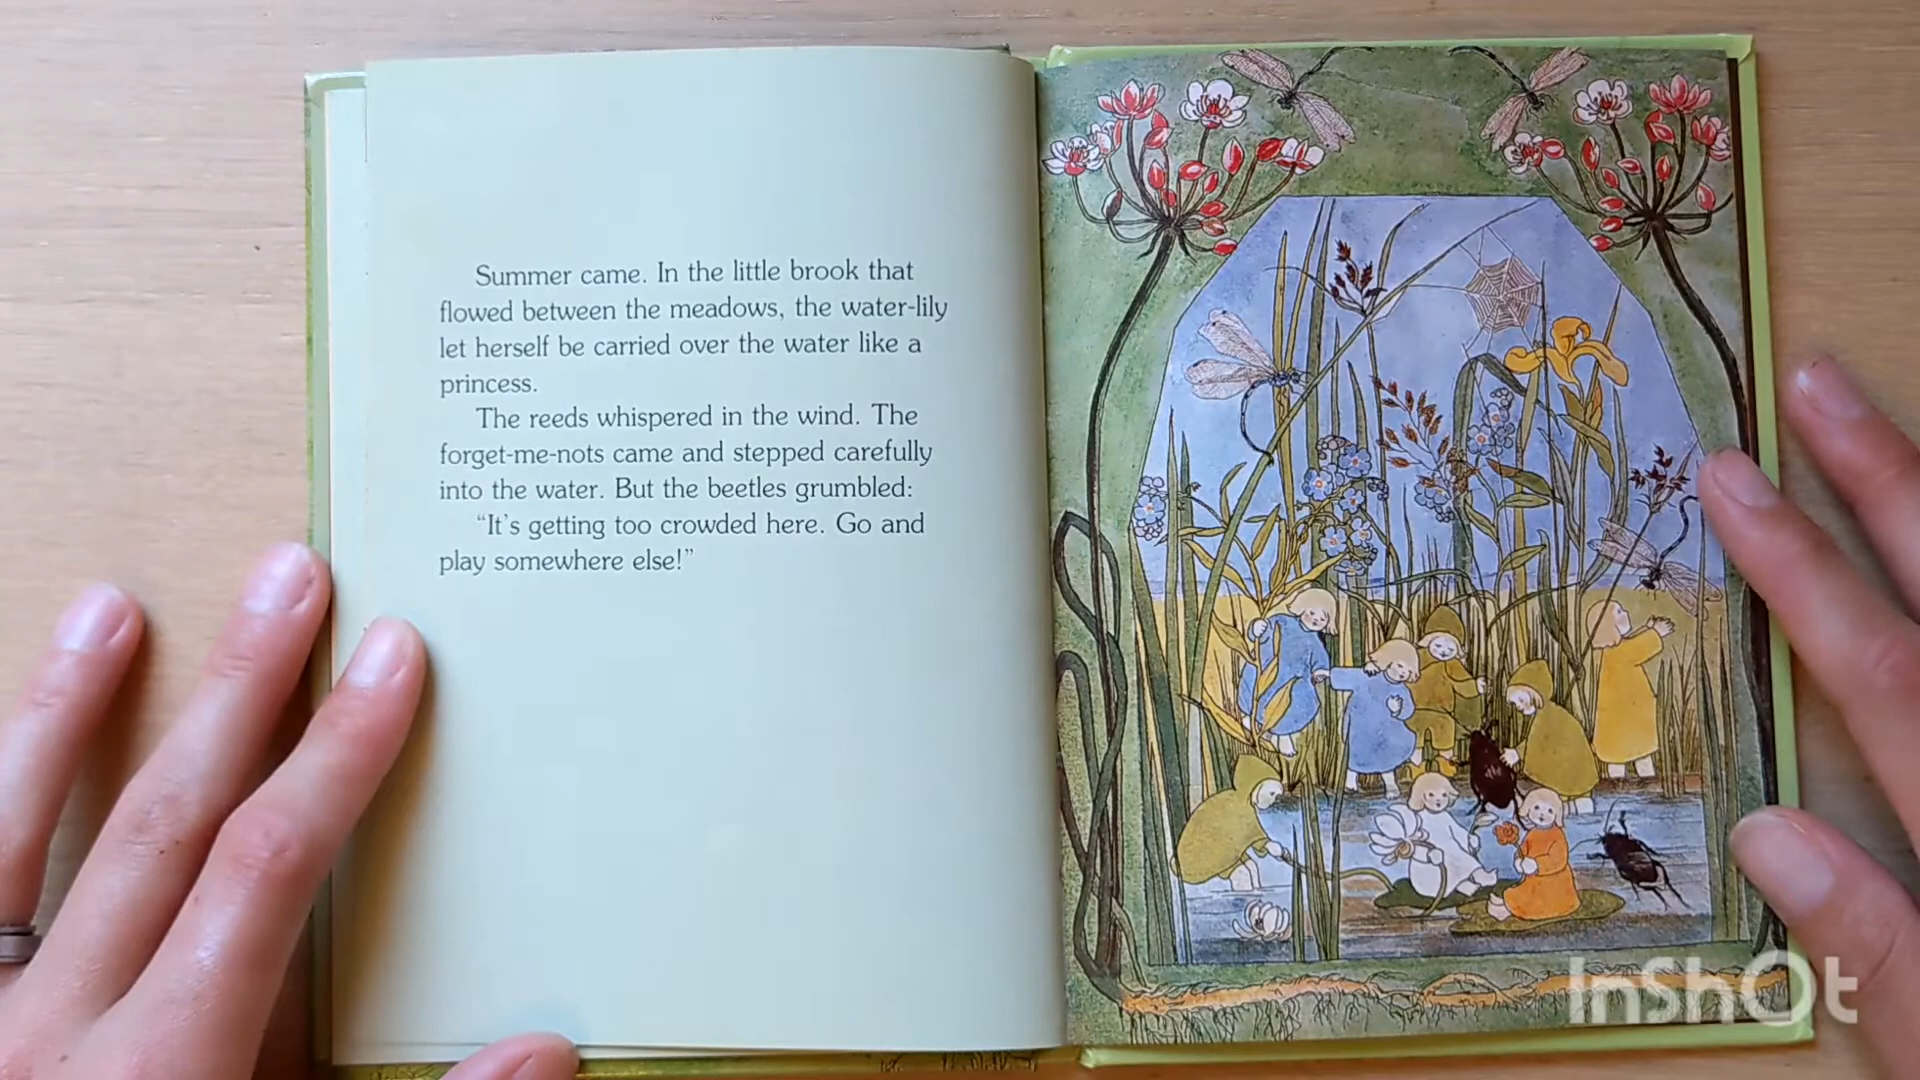 Summer came. In the little brook that
flowed between the meadows, the water-lily
let herself be carried over the water like a
princess.
The reeds whispered in the wind. The
forget-me-nots came and stepped carefully
into the water. But the beetles grumbled:
“It’s getting too crowded here. Go and
play somewhere else!”
InShOt